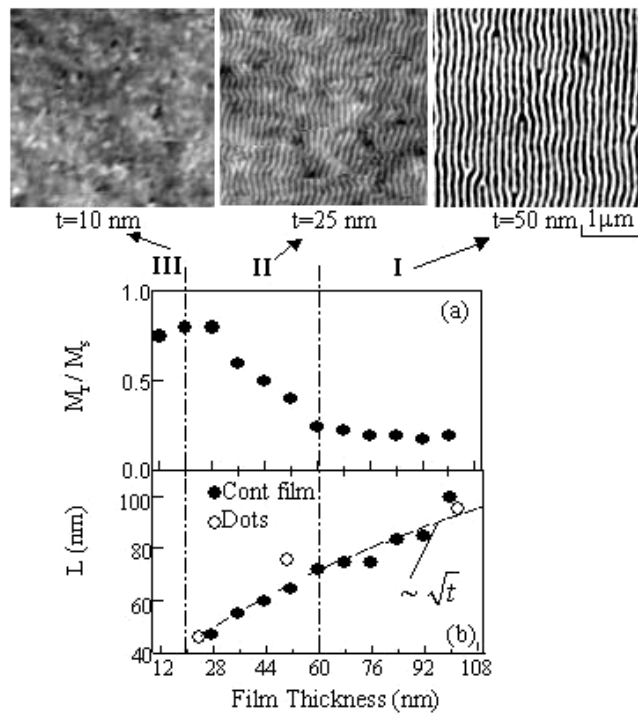 t=10 nm t=25 nm t=50 nm 1μm
III II I
1.0 (a)
M_r / M_s
0.5
0.0
Cont film
Dots
100
L (nm)
80
~ √t
60
(b)
40
12 28 44 60 76 92 108
Film Thickness (nm)